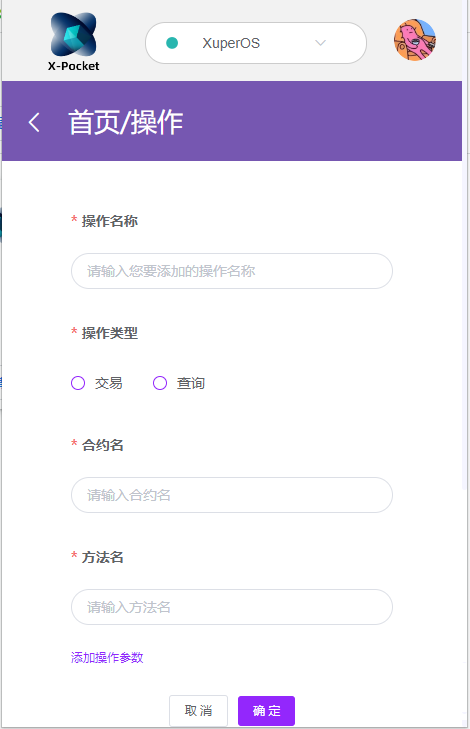 XuperOS
X-Pocket
首页/操作
* 操作名称
请输入您要添加的操作名称
* 操作类型
交易 查询
* 合约名
请输入合约名
* 方法名
请输入方法名
添加操作参数
取消 确定